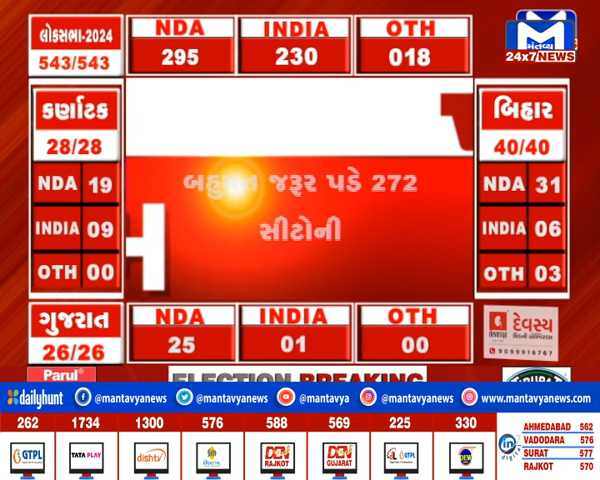 લોકસભા-2024
543/543
NDA
295
INDIA
230
OTH
018
મંતવ્ય
24x7NEWS
કર્ણાટક
28/28
NDA 19
INDIA 09
OTH 00
બહુમત જરૂર પડે 272
સીટોની
બિહાર
40/40
NDA 31
INDIA 06
OTH 03
ગુજરાત
26/26
NDA
25
INDIA
01
OTH
00
દેવસ્ય
9099916767
Parul®
ELECTION BREAKING
dailyhunt @mantavyanews @mantavyanews @mantavya @mantavyanews www.mantavyanews.com
262 1734 1300 576 588 569 225 330
GTPL TATA PLAY dishtv DEN RAJKOT DEN GUJARAT GTPL DEN
in digital
AHMEDABAD 562
VADODARA 576
SURAT 577
RAJKOT 570